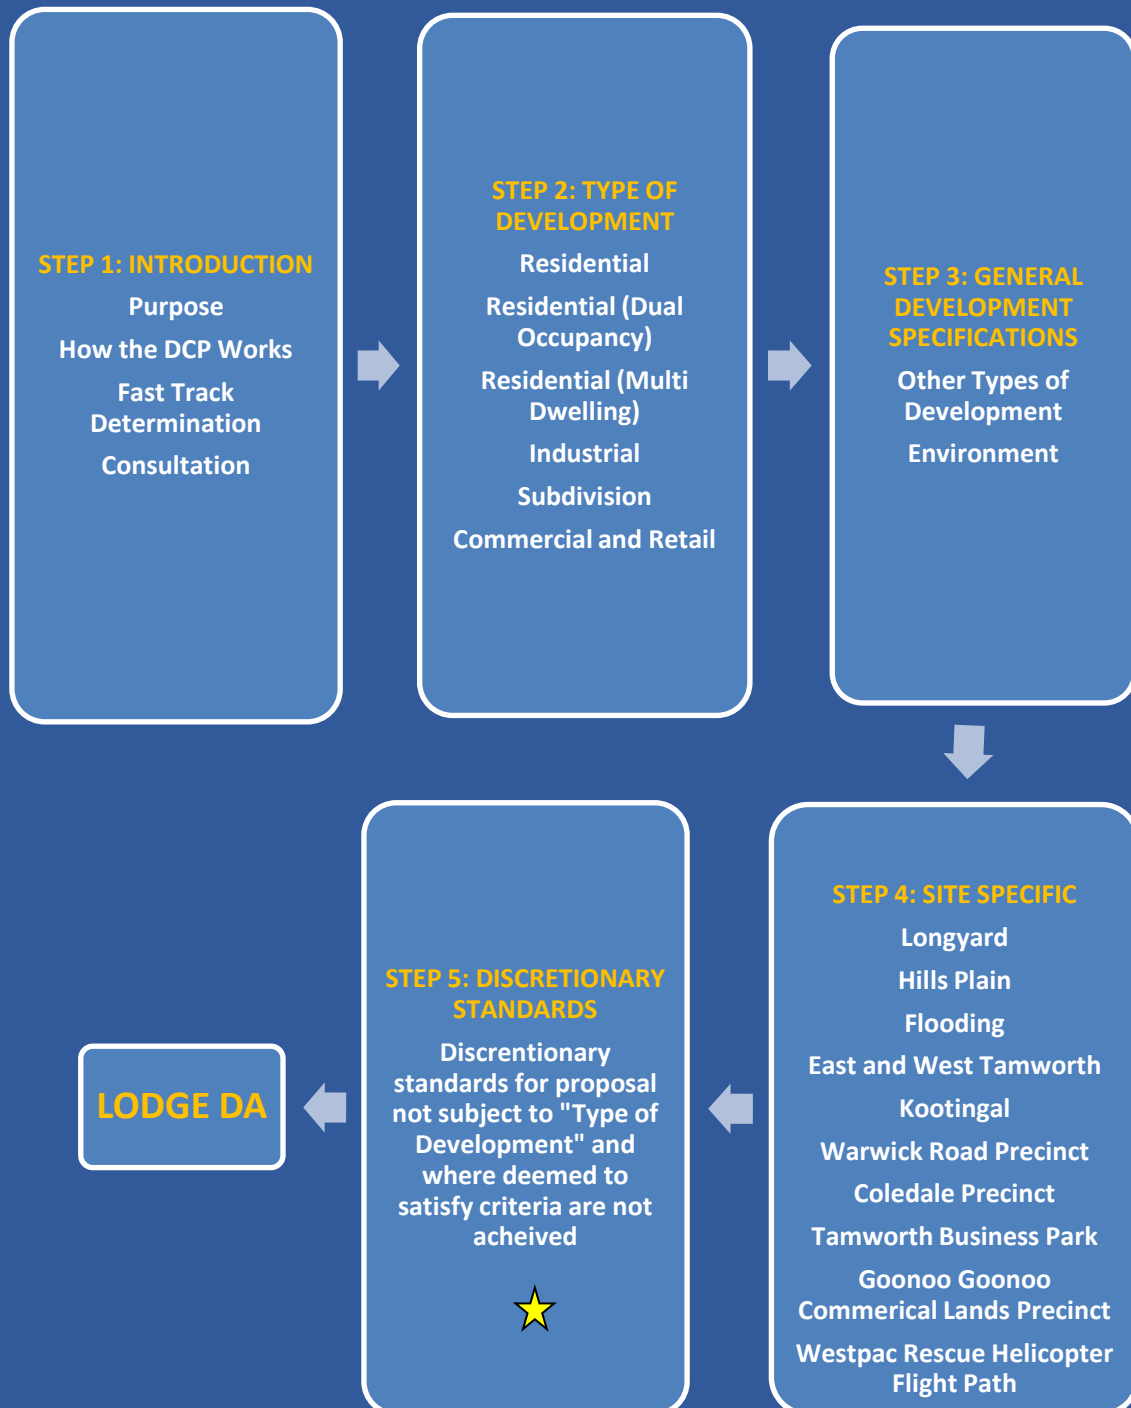 STEP 1: INTRODUCTION
Purpose
How the DCP Works
Fast Track
Determination
Consultation
STEP 2: TYPE OF
DEVELOPMENT
Residential
Residential (Dual
Occupancy)
Residential (Multi
Dwelling)
Industrial
Subdivision
Commercial and Retail
STEP 3: GENERAL
DEVELOPMENT
SPECIFICATIONS
Other Types of
Development
Environment
STEP 4: SITE SPECIFIC
Longyard
Hills Plain
Flooding
East and West Tamworth
Kootingal
Warwick Road Precinct
Coledale Precinct
Tamworth Business Park
Goonoo Goonoo
Commerical Lands Precinct
Westpac Rescue Helicopter
Flight Path
STEP 5: DISCRETIONARY
STANDARDS
Discrentionary
standards for proposal
not subject to "Type of
Development" and
where deemed to
satisfy criteria are not
acheived
LODGE DA